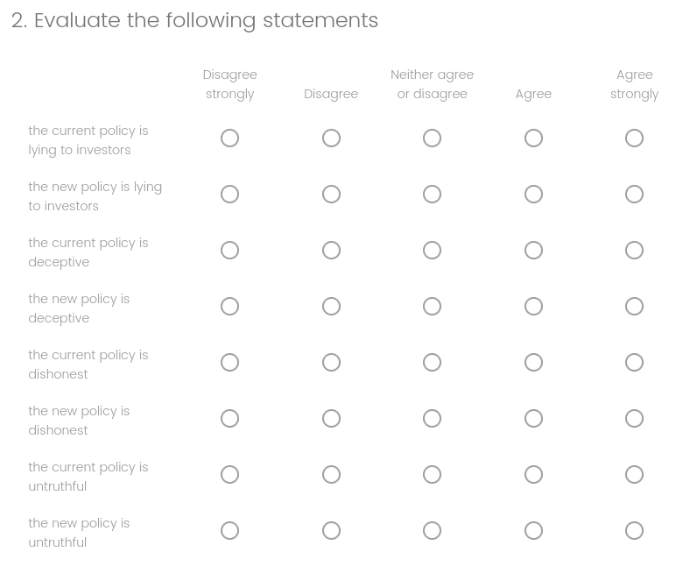 2. Evaluate the following statements
Disagree
strongly
Disagree
Neither agree
or disagree
Agree
Agree
strongly
the current policy is
lying to investors
the new policy is lying
to investors
the current policy is
deceptive
the new policy is
deceptive
the current policy is
dishonest
the new policy is
dishonest
the current policy is
untruthful
the new policy is
untruthful